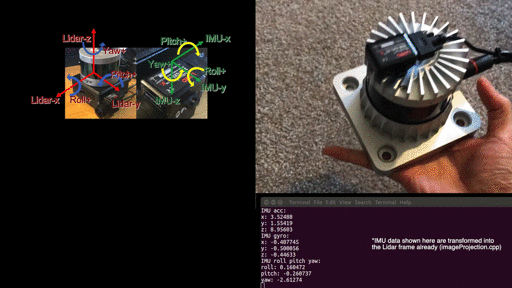 Lidar-z
Yaw+
Pitch+
Lidar-x
Roll+
Lidar-y
Pitch+
IMU-x
Yaw+
Roll+
IMU-y
IMU-z
Terminal File Edit View Search Terminal Help
IMU acc:
x: 3.52488
y: 1.55419
z: 8.95603
IMU gyro:
x: -0.407745
y: -0.500056
z: -0.44633
IMU roll pitch yaw:
roll: 0.160472
pitch: -0.260737
yaw: -2.61274
*IMU data shown here are transformed into
the Lidar frame already (imageProjection.cpp)